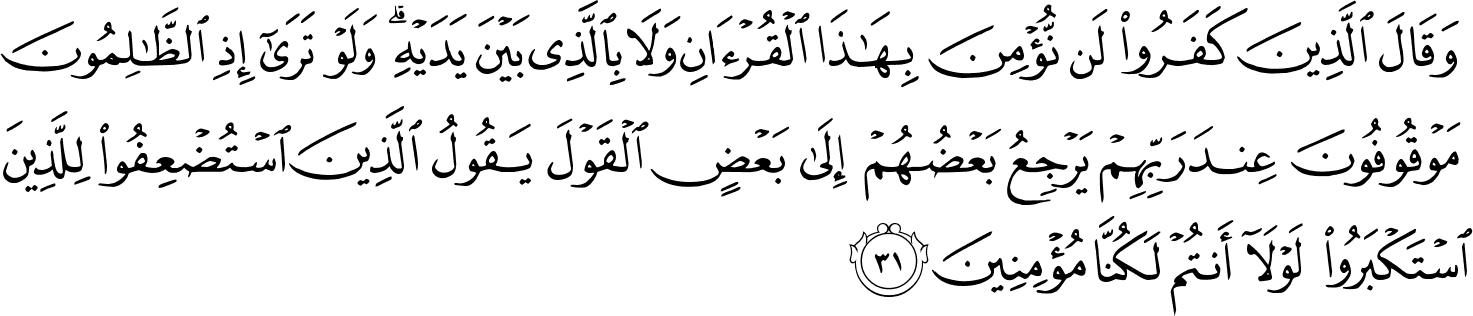 وَقَالَ ٱلَّذِينَ كَفَرُوا۟ لَن نُّؤْمِنَ بِهَـٰذَا ٱلْقُرْءَانِ وَلَا بِٱلَّذِى بَيْنَ يَدَيْهِ ۗ وَلَوْ تَرَىٰٓ إِذِ ٱلظَّـٰلِمُونَ
مَوْقُوفُونَ عِندَ رَبِّهِمْ يَرْجِعُ بَعْضُهُمْ إِلَىٰ بَعْضٍ ٱلْقَوْلَ يَقُولُ ٱلَّذِينَ ٱسْتُضْعِفُوا۟ لِلَّذِينَ
ٱسْتَكْبَرُوا۟ لَوْلَآ أَنتُمْ لَكُنَّا مُؤْمِنِينَ ٣١